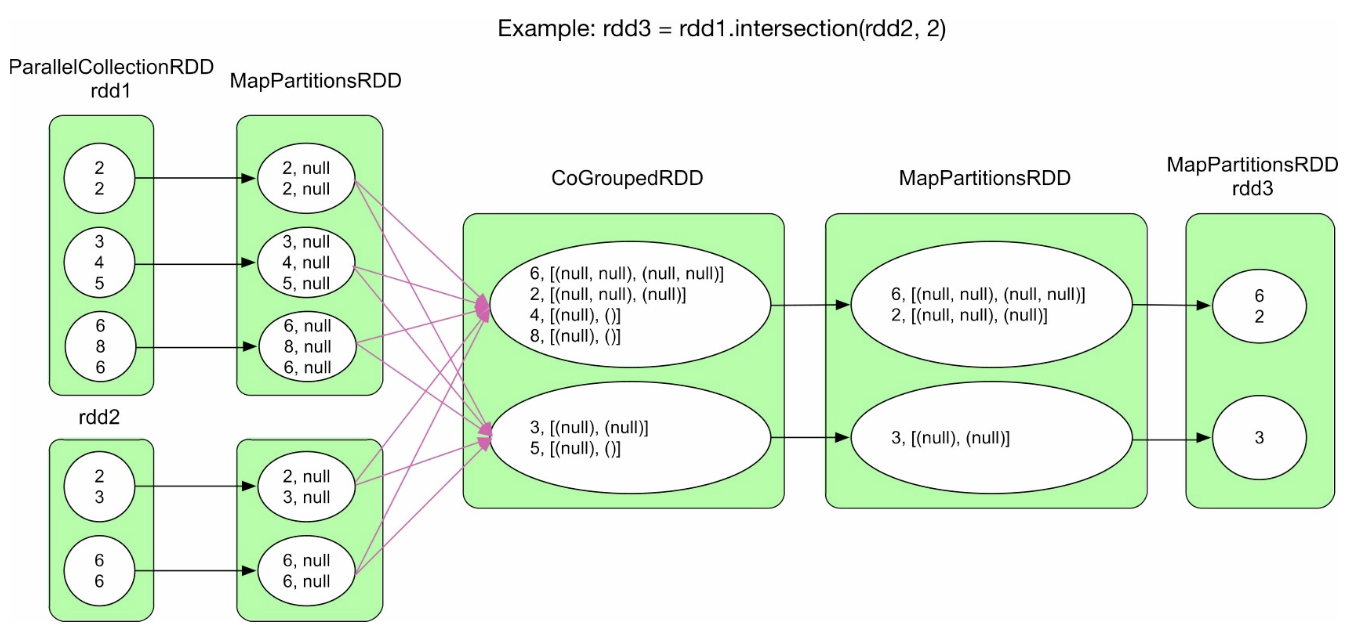 Example: rdd3 = rdd1.intersection(rdd2, 2)
ParallelCollectionRDD
rdd1
MapPartitionsRDD
2
2
3
4
5
6
8
6
2, null
2, null
3, null
4, null
5, null
6, null
8, null
6, null
rdd2
2
3
6
6
2, null
3, null
6, null
6, null
CoGroupedRDD
6, [(null, null), (null, null)]
2, [(null, null), (null)]
4, [(null), ()]
8, [(null), ()]
3, [(null), (null)]
5, [(null), ()]
MapPartitionsRDD
6, [(null, null), (null, null)]
2, [(null, null), (null)]
3, [(null), (null)]
MapPartitionsRDD
rdd3
6
2
3